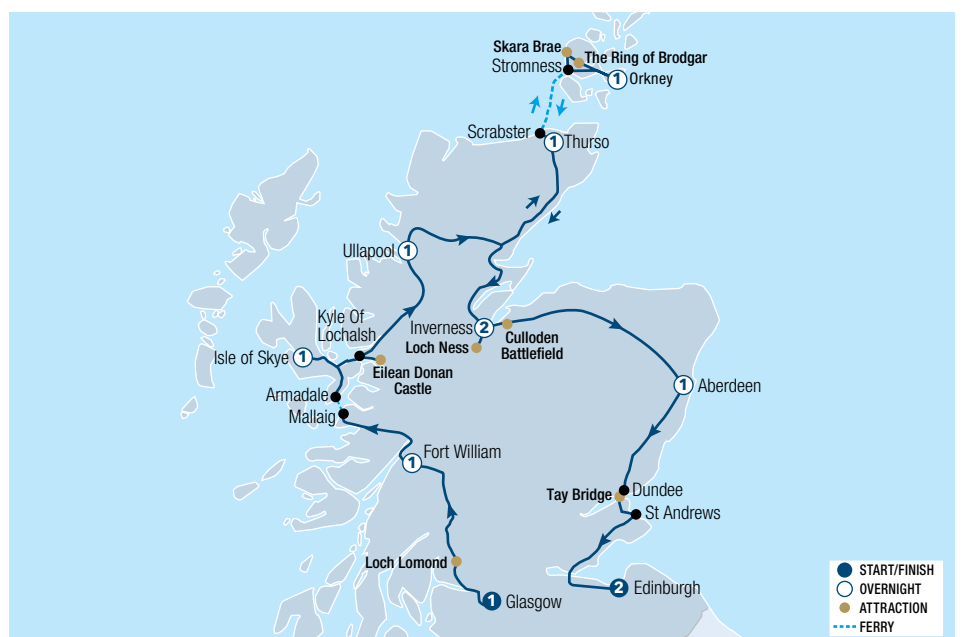 Skara Brae
The Ring of Brodgar
Stromness
1
Orkney
Scrabster
1
Thurso
Ullapool
1
Kyle Of
Lochalsh
Inverness
2
Culloden
Battlefield
Loch Ness
Isle of Skye
1
Eilean Donan
Castle
1
Aberdeen
Armadale
Mallaig
Fort William
1
Dundee
Tay Bridge
St Andrews
Loch Lomond
1
Glasgow
2
Edinburgh
START/FINISH
OVERNIGHT
ATTRACTION
FERRY